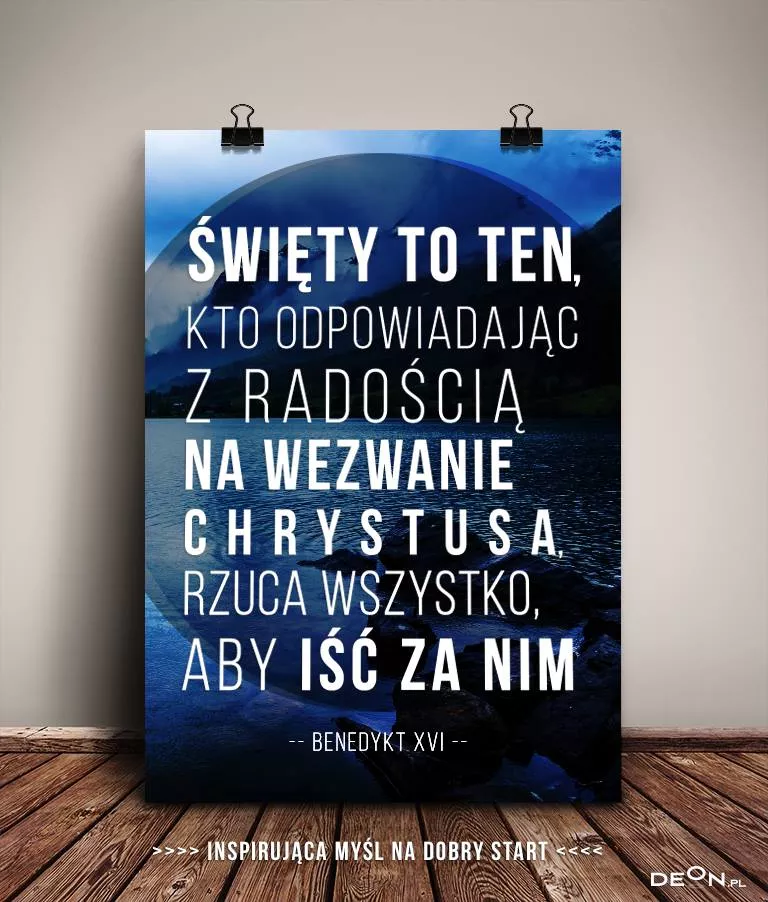 ŚWIĘTY TO TEN,
KTO ODPOWIADAJĄC
Z RADOŚCIĄ
NA WEZWANIE
CHRYSTUSA,
RZUCA WSZYSTKO,
ABY IŚĆ ZA NIM
-- BENEDYKT XVI --
>>>> INSPIRUJĄCA MYŚL NA DOBRY START <<<<
DEON.PL